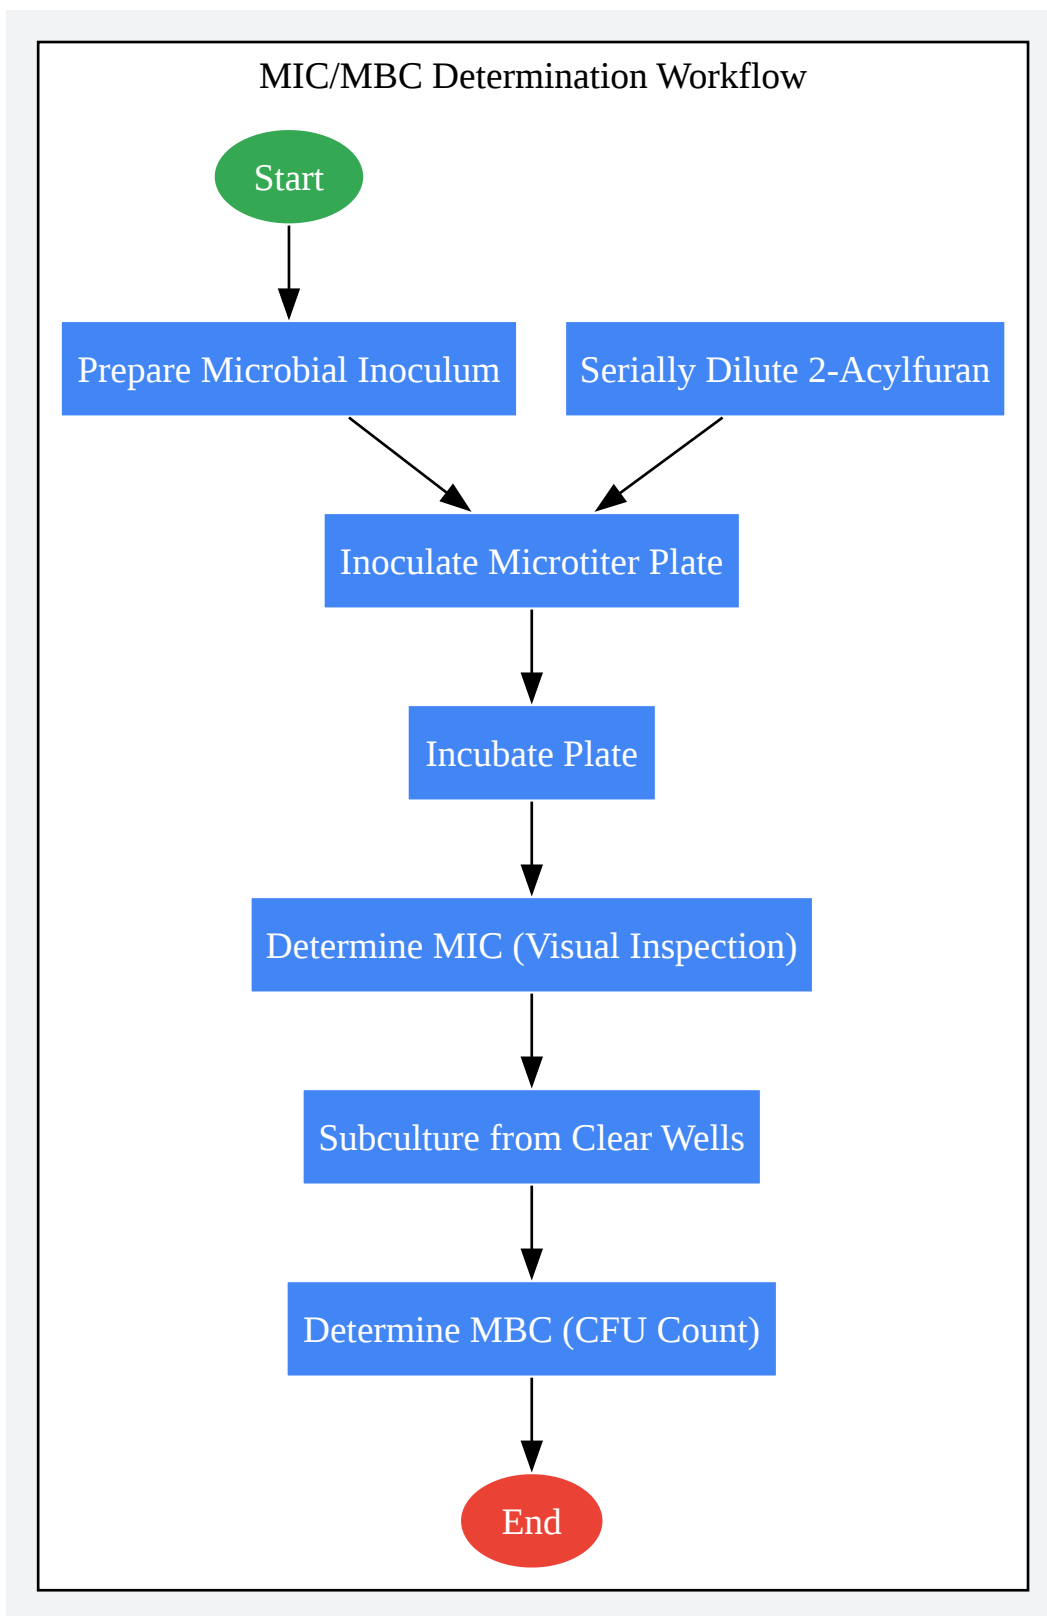 MIC/MBC Determination Workflow
Start
Prepare Microbial Inoculum
Serially Dilute 2-Acylfuran
Inoculate Microtiter Plate
Incubate Plate
Determine MIC (Visual Inspection)
Subculture from Clear Wells
Determine MBC (CFU Count)
End